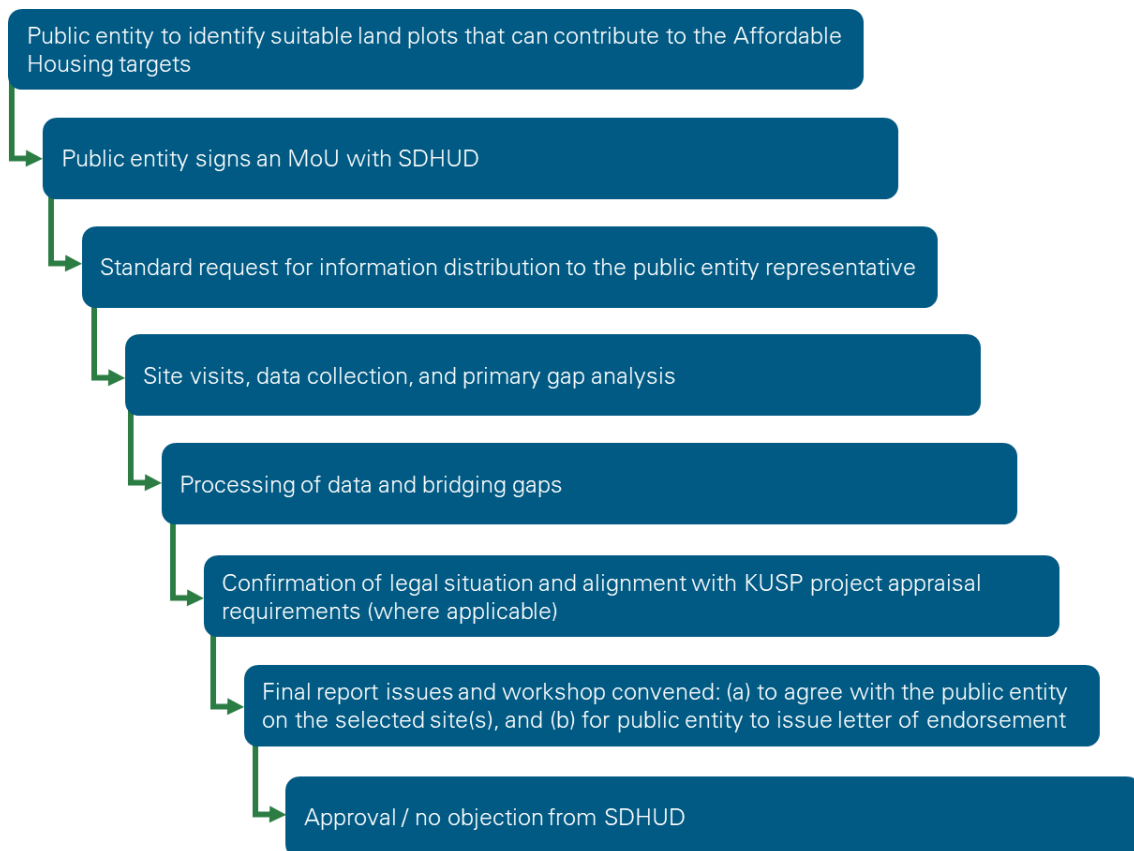 Public entity to identify suitable land plots that can contribute to the Affordable
Housing targets
Public entity signs an MoU with SDHUD
Standard request for information distribution to the public entity representative
Site visits, data collection, and primary gap analysis
Processing of data and bridging gaps
Confirmation of legal situation and alignment with KUSP project appraisal
requirements (where applicable)
Final report issues and workshop convened: (a) to agree with the public entity
on the selected site(s), and (b) for public entity to issue letter of endorsement
Approval / no objection from SDHUD